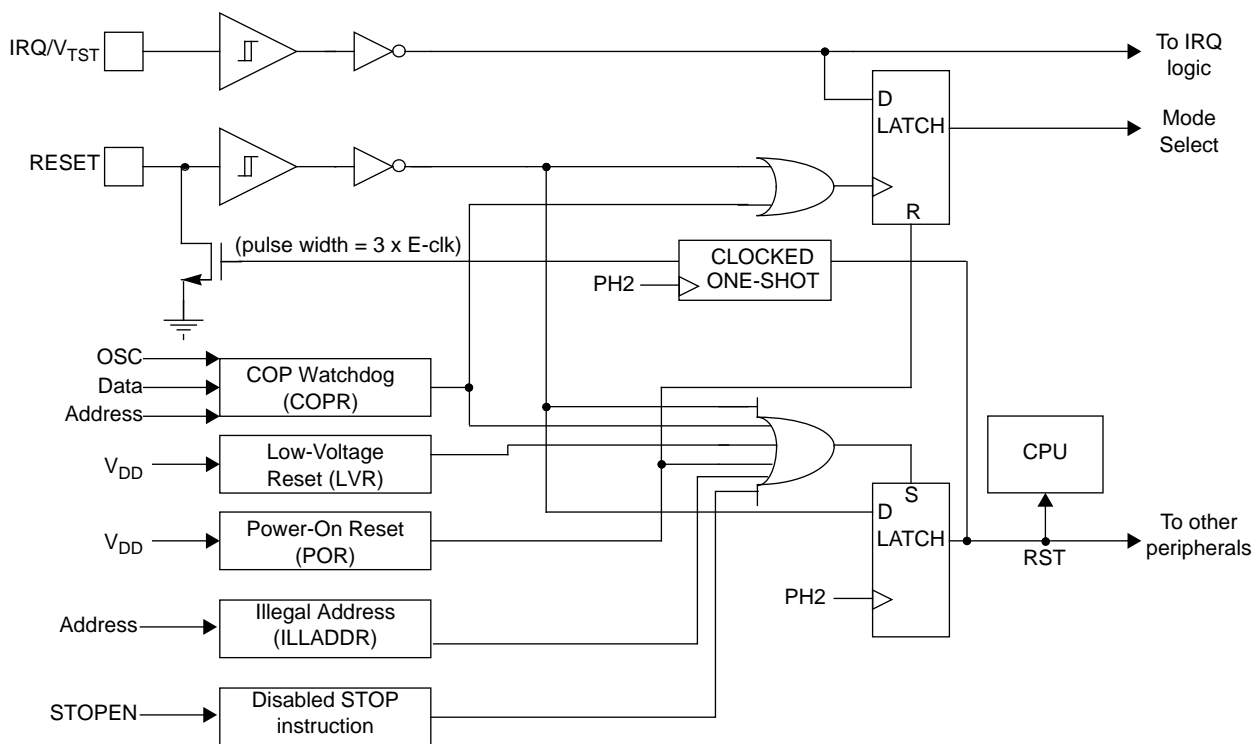 IRQ/VTST
To IRQ
logic
D
LATCH
Mode
Select
RESET
R
(pulse width = 3 x E-clk)
CLOCKED
ONE-SHOT
PH2
OSC
Data
Address
COP Watchdog
(COPR)
VDD
Low-Voltage
Reset (LVR)
CPU
S
D
LATCH
VDD
Power-On Reset
(POR)
To other
peripherals
RST
PH2
Address
Illegal Address
(ILLADDR)
STOPEN
Disabled STOP
instruction